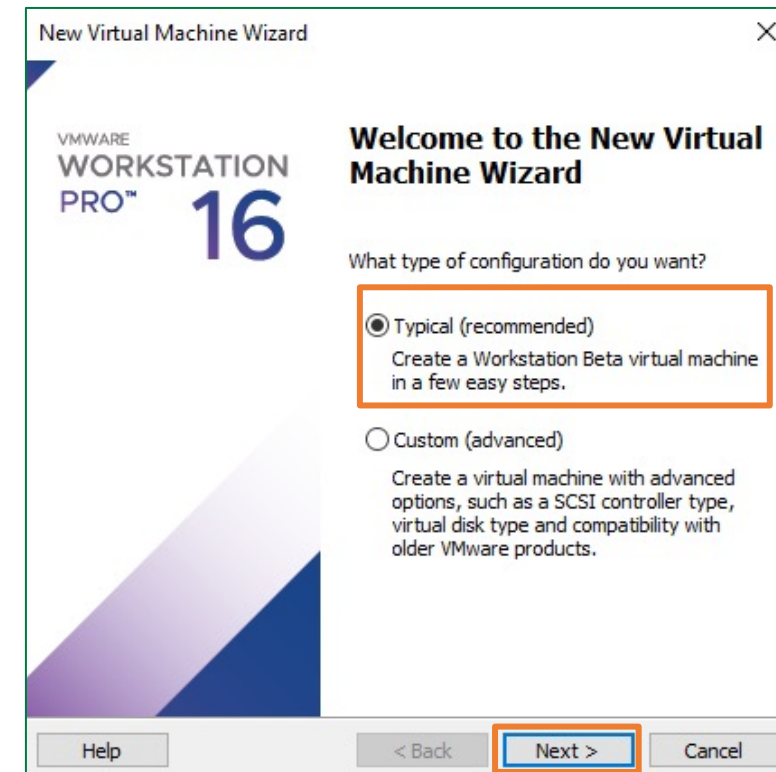 New Virtual Machine Wizard
VMWARE
WORKSTATION
PRO™
16
Welcome to the New Virtual
Machine Wizard
What type of configuration do you want?
Typical (recommended)
Create a Workstation Beta virtual machine
in a few easy steps.
Custom (advanced)
Create a virtual machine with advanced
options, such as a SCSI controller type,
virtual disk type and compatibility with
older VMware products.
Help
< Back
Next >
Cancel